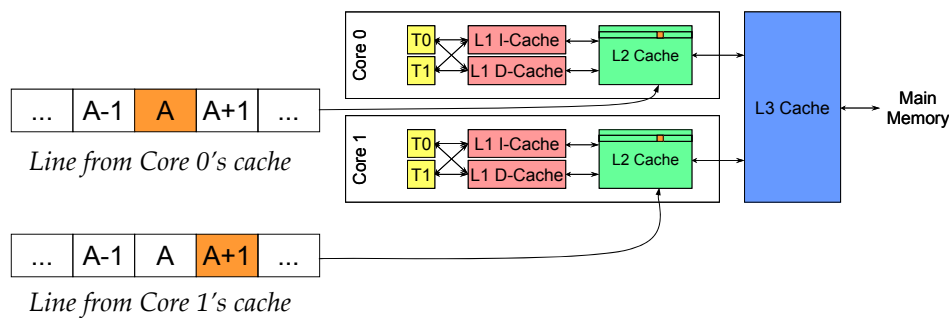 Core 0
T0
T1
L1 I-Cache
L1 D-Cache
L2 Cache
... A-1 A A+1 ...
Line from Core 0's cache
Core 1
T0
T1
L1 I-Cache
L1 D-Cache
L2 Cache
L3 Cache
Main
Memory
... A-1 A A+1 ...
Line from Core 1's cache